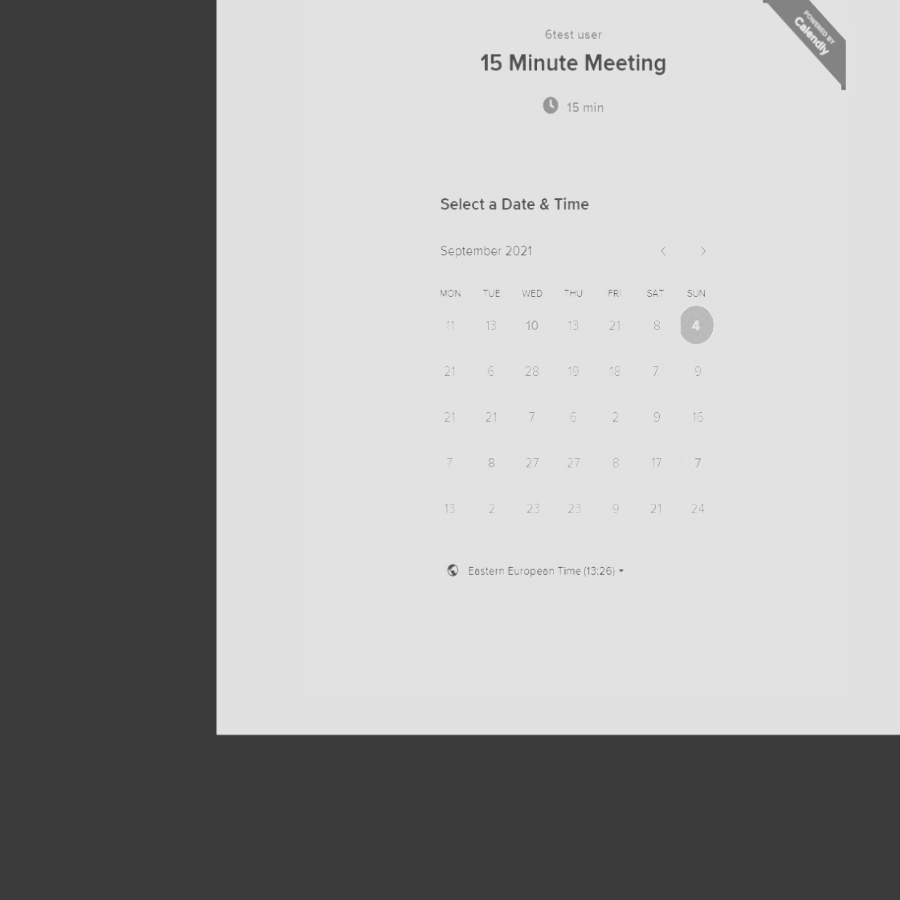 POWERED BY
Calendly
6test user
15 Minute Meeting
15 min
Select a Date & Time
September 2021
MON TUE WED THU FRI SAT SUN
11 13 10 13 21 8 4
21 6 28 19 18 7 9
21 21 7 6 2 9 16
7 8 27 27 8 17 7
13 2 23 23 9 21 24
Eastern European Time (13:26)